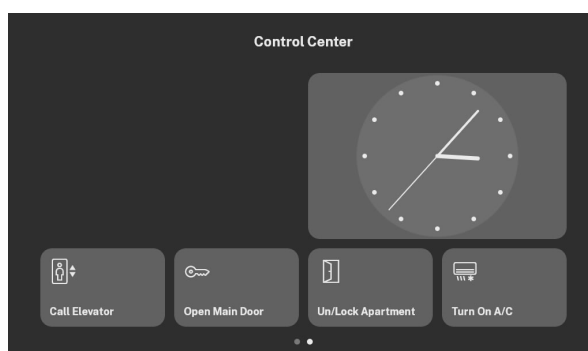 Control Center
Call Elevator
Open Main Door
Un/Lock Apartment
Turn On A/C